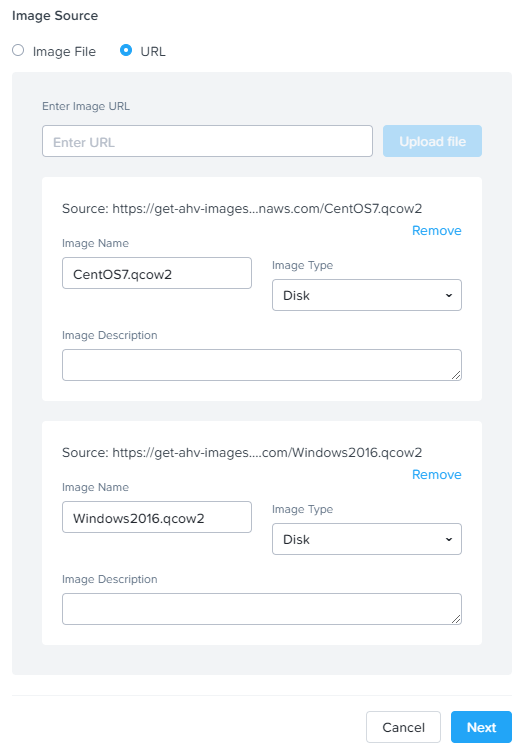 Image Source
Image File
URL
Enter Image URL
Enter URL
Upload file
Source: https://get-ahv-images...naws.com/CentOS7.qcow2
Remove
Image Name
Image Type
CentOS7.qcow2
Disk
Image Description
Source: https://get-ahv-images....com/Windows2016.qcow2
Remove
Image Name
Image Type
Windows2016.qcow2
Disk
Image Description
Cancel
Next